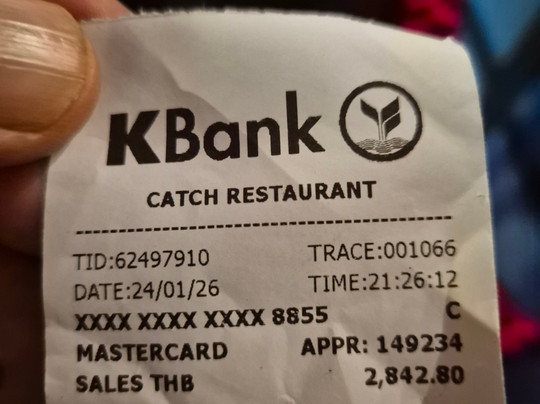 KBank
CATCH RESTAURANT
TID:62497910 TRACE:001066
DATE:24/01/26 TIME:21:26:12
XXXX XXXX XXXX 8855 C
MASTERCARD APPR: 149234
SALES THB 2,842.80